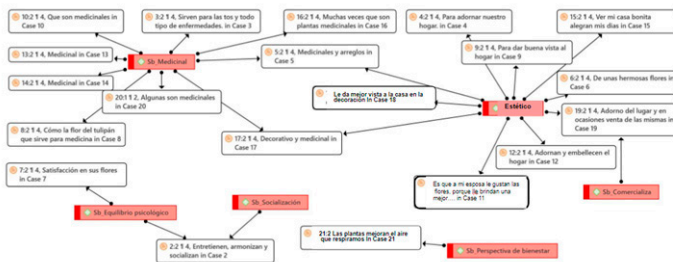 10:2 ¶ 4, Que son medicinales in
Case 10
3:2 ¶ 4, Sirven para las tos y todo
tipo de enfermedades. in Case 3
16:2 ¶ 4, Muchas veces que son
plantas medicinales in Case 16
4:2 ¶ 4, Para adornar nuestro
hogar. in Case 4
15:2 ¶ 4, Ver mi casa bonita
alegran mis días in Case 15
13:2 ¶ 4, Medicinal in Case 13
Sb_Medicinal
5:2 ¶ 4, Medicinales y arreglos in
Case 5
9:2 ¶ 4, Para dar buena vista al
hogar in Case 9
14:2 ¶ 4, Medicinal in Case 14
6:2 ¶ 4, De unas hermosas flores in
Case 6
20:1 ¶ 2, Algunas son medicinales
in Case 20
Le da mejor vista a la casa en la
decoración in Case 18
Estético
19:2 ¶ 4, Adorno del lugar y en
ocasiones venta de las mismas in
Case 19
8:2 ¶ 4, Cómo la flor del tulipán
que sirve para medicina in Case 8
17:2 ¶ 4, Decorativo y medicinal in
Case 17
12:2 ¶ 4, Adornan y embellecen el
hogar in Case 12
7:2 ¶ 4, Satisfacción en sus flores
in Case 7
Es que a mi esposa le gustan las
flores, porque le brindan una
mejor.....in Case 11
Sb_Comercializa
Sb_Equilibrio psicológico
Sb_Socialización
2:2 ¶ 4, Entretienen, armonizan y
socializan in Case 2
21:2 Las plantas mejoran el aire
que respiramos in Case 21
Sb_Perspectiva de bienestar